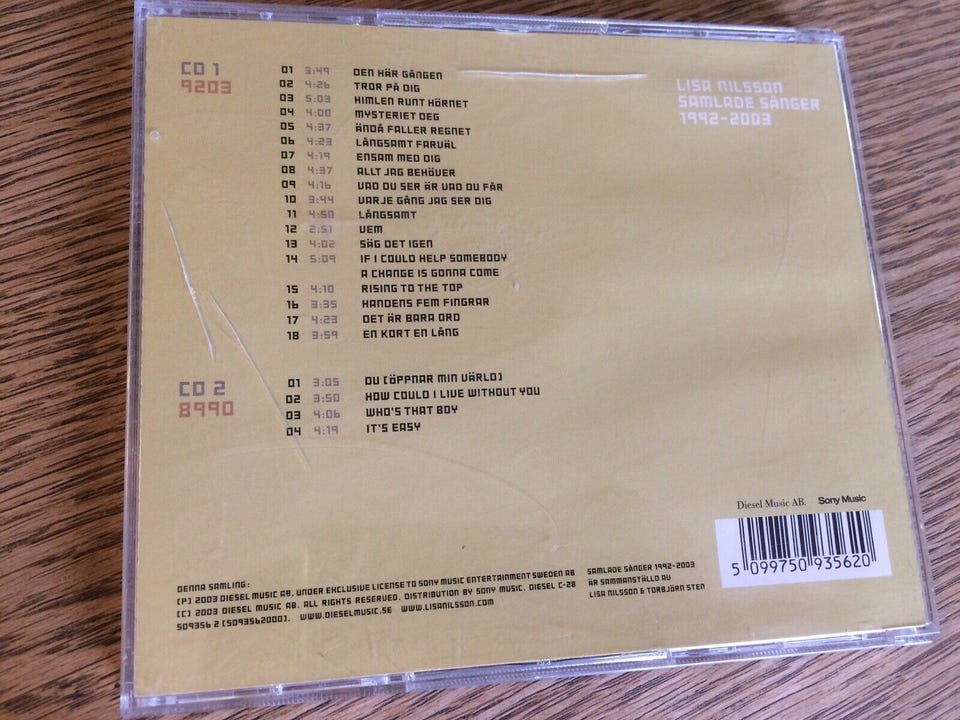 CD 1
9203
01 3:49 DEN HÄR GÅNGEN
02 4:26 TROR PÅ DIG
03 5:03 HIMLEN RUNT HÖRNET
04 4:00 MYSTERIET DEG
05 4:37 ÄNDÅ FALLER REGNET
06 4:23 LÅNGSAMT FARVÄL
07 4:19 ENSAM MED DIG
08 4:37 ALLT JAG BEHÖVER
09 4:16 VAD DU SER ÄR VAD DU FÅR
10 3:44 VARJE GÅNG JAG SER DIG
11 4:50 LÅNGSAMT
12 2:51 VEM
13 4:02 SÄG DET IGEN
14 5:09 IF I COULD HELP SOMEBODY
A CHANGE IS GONNA COME
15 4:10 RISING TO THE TOP
16 3:35 HANDENS FEM FINGRAR
17 4:23 DET ÄR BARA ORD
18 3:59 EN KORT EN LÅNG
CD 2
8990
01 3:05 DU [ÖPPNAR MIN VÄRLD]
02 3:50 HOW COULD I LIVE WITHOUT YOU
03 4:06 WHO'S THAT BOY
04 4:19 IT'S EASY
LISA NILSSON
SAMLADE SÅNGER
1992-2003
Diesel Music AB. Sony Music
5 099750 935620
DENNA SAMLING:
[P] 2003 DIESEL MUSIC AB, UNDER EXCLUSIVE LICENSE TO SONY MUSIC ENTERTAINMENT SWEDEN AB
[C] 2003 DIESEL MUSIC AB. ALL RIGHTS RESERVED. DISTRIBUTION BY SONY MUSIC. DIESEL C-28
509356 2 [5093562000]. WWW.DIESELMUSIC.SE WWW.LISANILSSON.COM
SAMLADE SÅNGER 1992-2003
ÄR SAMMANSTÄLLD AV
LISA NILSSON & TORBJÖRN STEN